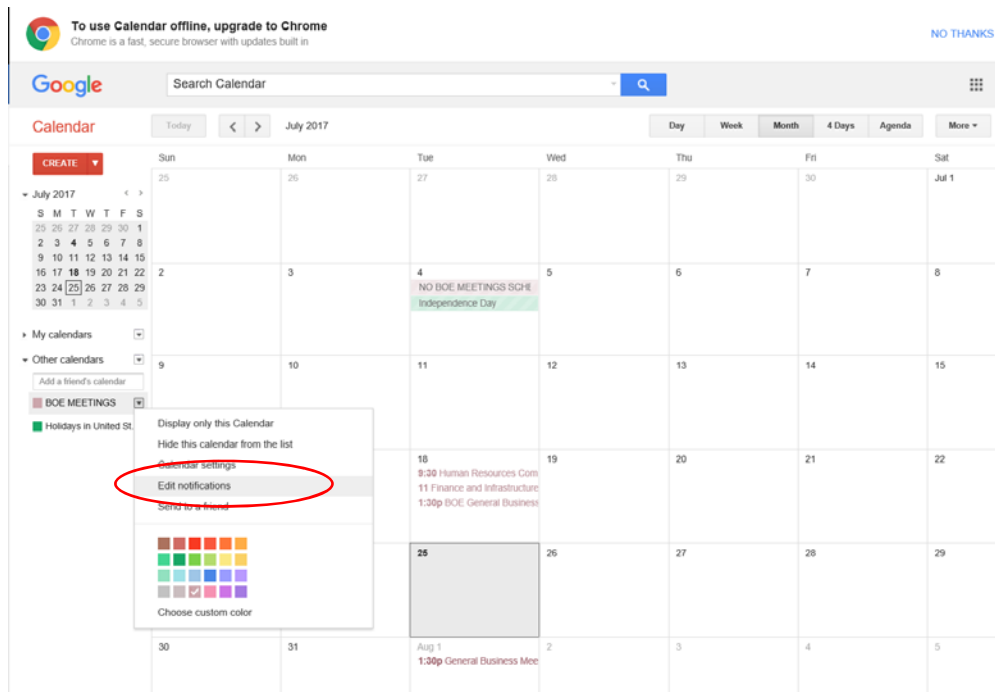 To use Calendar offline, upgrade to Chrome
Chrome is a fast, secure browser with updates built in
NO THANKS
Google
Search Calendar
Calendar
Today
July 2017
Day Week Month 4 Days Agenda
More
CREATE
Sun Mon Tue Wed Thu Fri Sat
25 26 27 28 29 30 Jul 1
July 2017
S M T W T F S
25 26 27 28 29 30 1
2 3 4 5 6 7 8
9 10 11 12 13 14 15
16 17 18 19 20 21 22
23 24 25 26 27 28 29
30 31 1 2 3 4 5
2 3 4 5 6 7 8
NO BOE MEETINGS SCHE
Independence Day
My calendars
Other calendars
Add a friend's calendar
BOE MEETINGS
Holidays in United St.
9 10 11 12 13 14 15
Display only this Calendar
Hide this calendar from the list
Calendar settings
Edit notifications
Send to a friend
Choose custom color
18 19 20 21 22
9:30 Human Resources Com
11 Finance and Infrastructure
1:30p BOE General Business
25 26 27 28 29
30 31 Aug 1 2 3 4 5
1:30p General Business Mee